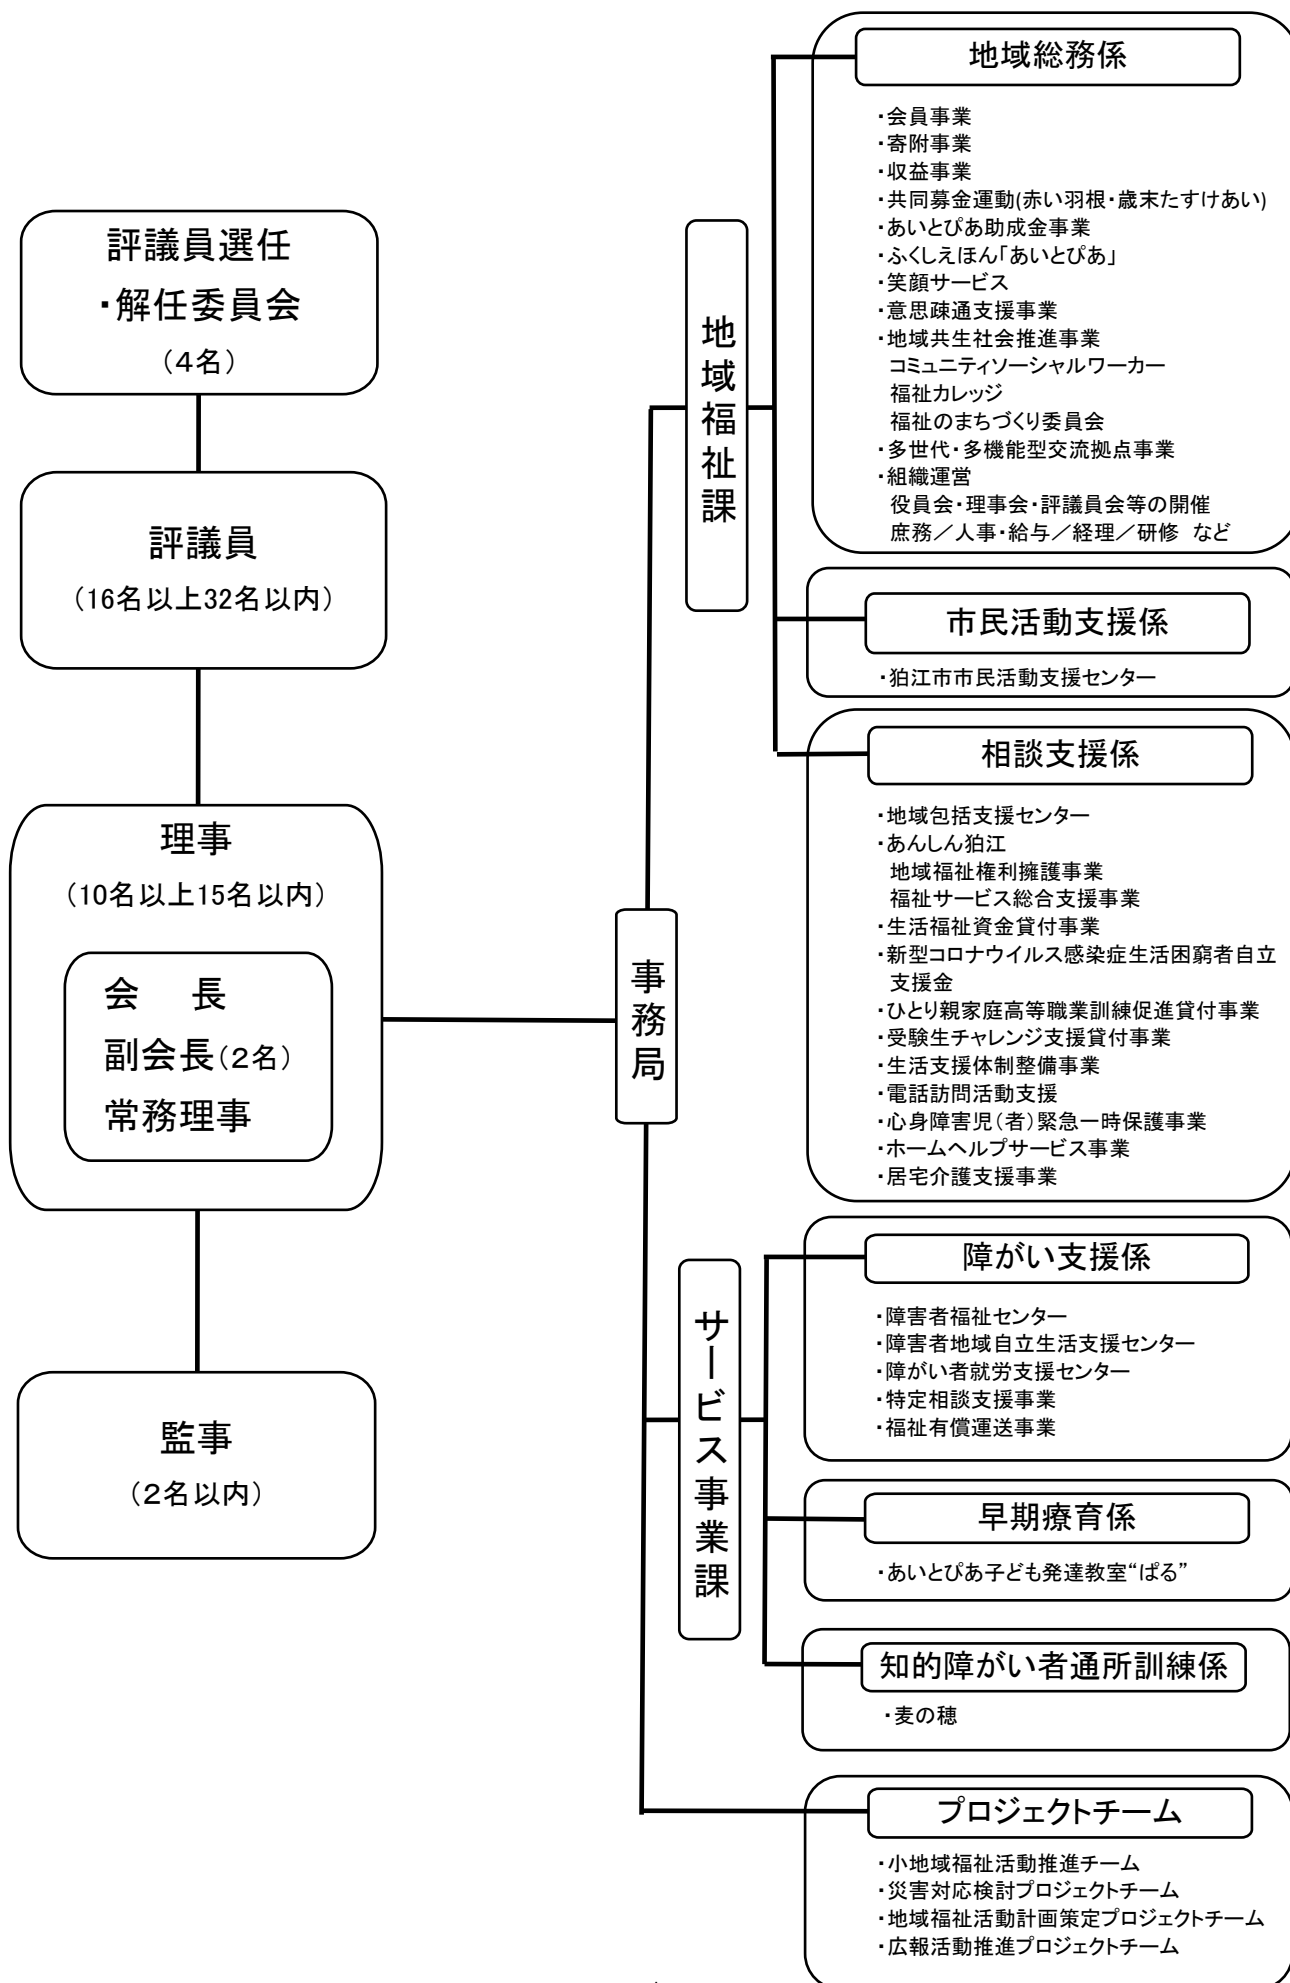 評議員選任
・解任委員会
（4名）
評議員
（16名以上32名以内）
理事
（10名以上15名以内）
会　長
副会長（2名）
常務理事
監事
（2名以内）
事務局
地域福祉課
サービス事業課
地域総務係
・会員事業
・寄附事業
・収益事業
・共同募金運動(赤い羽根・歳末たすけあい)
・あいとぴあ助成金事業
・ふくしえほん「あいとぴあ」
・笑顔サービス
・意思疎通支援事業
・地域共生社会推進事業
コミュニティソーシャルワーカー
福祉カレッジ
福祉のまちづくり委員会
・多世代・多機能型交流拠点事業
・組織運営
役員会・理事会・評議員会等の開催
庶務／人事・給与／経理／研修 など
市民活動支援係
・狛江市市民活動支援センター
相談支援係
・地域包括支援センター
・あんしん狛江
地域福祉権利擁護事業
福祉サービス総合支援事業
・生活福祉資金貸付事業
・新型コロナウイルス感染症生活困窮者自立
支援金
・ひとり親家庭高等職業訓練促進貸付事業
・受験生チャレンジ支援貸付事業
・生活支援体制整備事業
・電話訪問活動支援
・心身障害児（者）緊急一時保護事業
・ホームヘルプサービス事業
・居宅介護支援事業
障がい支援係
・障害者福祉センター
・障害者地域自立生活支援センター
・障がい者就労支援センター
・特定相談支援事業
・福祉有償運送事業
早期療育係
・あいとぴあ子ども発達教室“ぱる”
知的障がい者通所訓練係
・麦の穂
プロジェクトチーム
・小地域福祉活動推進チーム
・災害対応検討プロジェクトチーム
・地域福祉活動計画策定プロジェクトチーム
・広報活動推進プロジェクトチーム